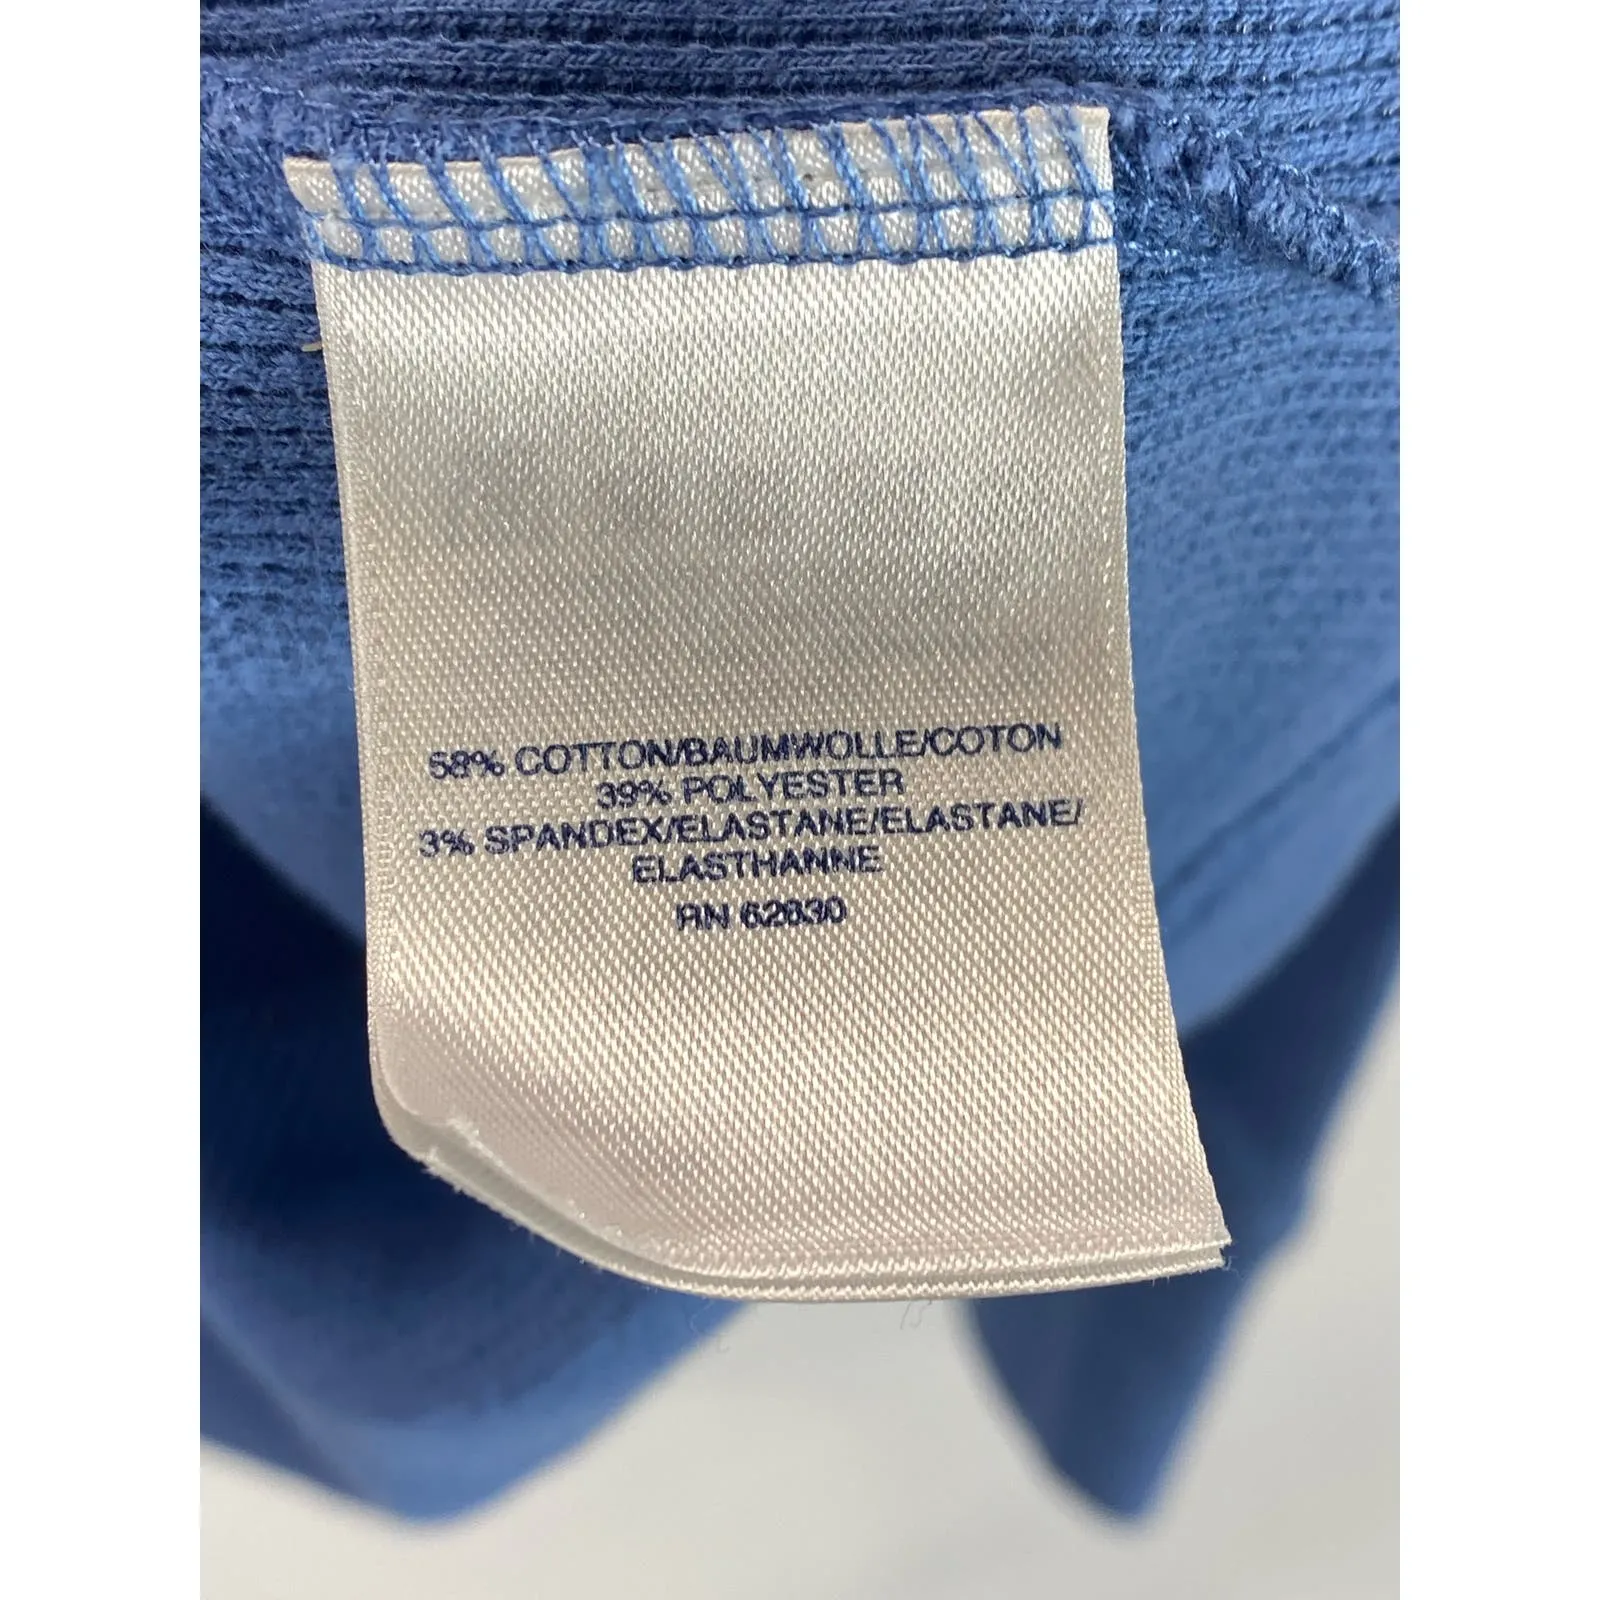 58% COTTON/BAUMWOLLE/COTON
39% POLYESTER
3% SPANDEX/ELASTANE/ELASTANE/
ELASTHANNE
RN 62830